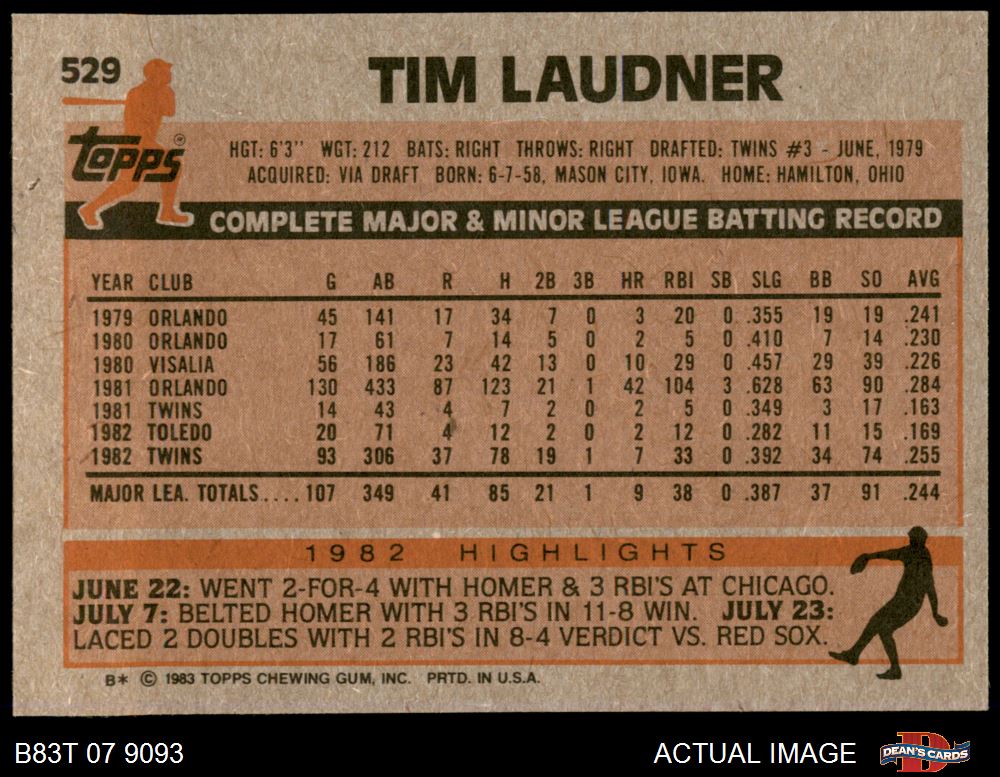 529
TIM LAUDNER
Topps®
HGT: 6'3" WGT: 212 BATS: RIGHT THROWS: RIGHT DRAFTED: TWINS #3 - JUNE, 1979
ACQUIRED: VIA DRAFT BORN: 6-7-58, MASON CITY, IOWA. HOME: HAMILTON, OHIO
COMPLETE MAJOR & MINOR LEAGUE BATTING RECORD
YEAR CLUB G AB R H 2B 3B HR RBI SB SLG BB SO AVG
1979 ORLANDO 45 141 17 34 7 0 3 20 0 .355 19 19 .241
1980 ORLANDO 17 61 7 14 5 0 2 5 0 .410 7 14 .230
1980 VISALIA 56 186 23 42 13 0 10 29 0 .457 29 39 .226
1981 ORLANDO 130 433 87 123 21 1 42 104 3 .628 63 90 .284
1981 TWINS 14 43 4 7 2 0 2 5 0 .349 3 17 .163
1982 TOLEDO 20 71 4 12 2 0 2 12 0 .282 11 15 .169
1982 TWINS 93 306 37 78 19 1 7 33 0 .392 34 74 .255
MAJOR LEA. TOTALS....107 349 41 85 21 1 9 38 0 .387 37 91 .244
1982 HIGHLIGHTS
JUNE 22: WENT 2-FOR-4 WITH HOMER & 3 RBI'S AT CHICAGO.
JULY 7: BELTED HOMER WITH 3 RBI'S IN 11-8 WIN. JULY 23:
LACED 2 DOUBLES WITH 2 RBI'S IN 8-4 VERDICT VS. RED SOX.
B* © 1983 TOPPS CHEWING GUM, INC. PRTD. IN U.S.A.
B83T 07 9093
ACTUAL IMAGE
DEAN'S CARDS